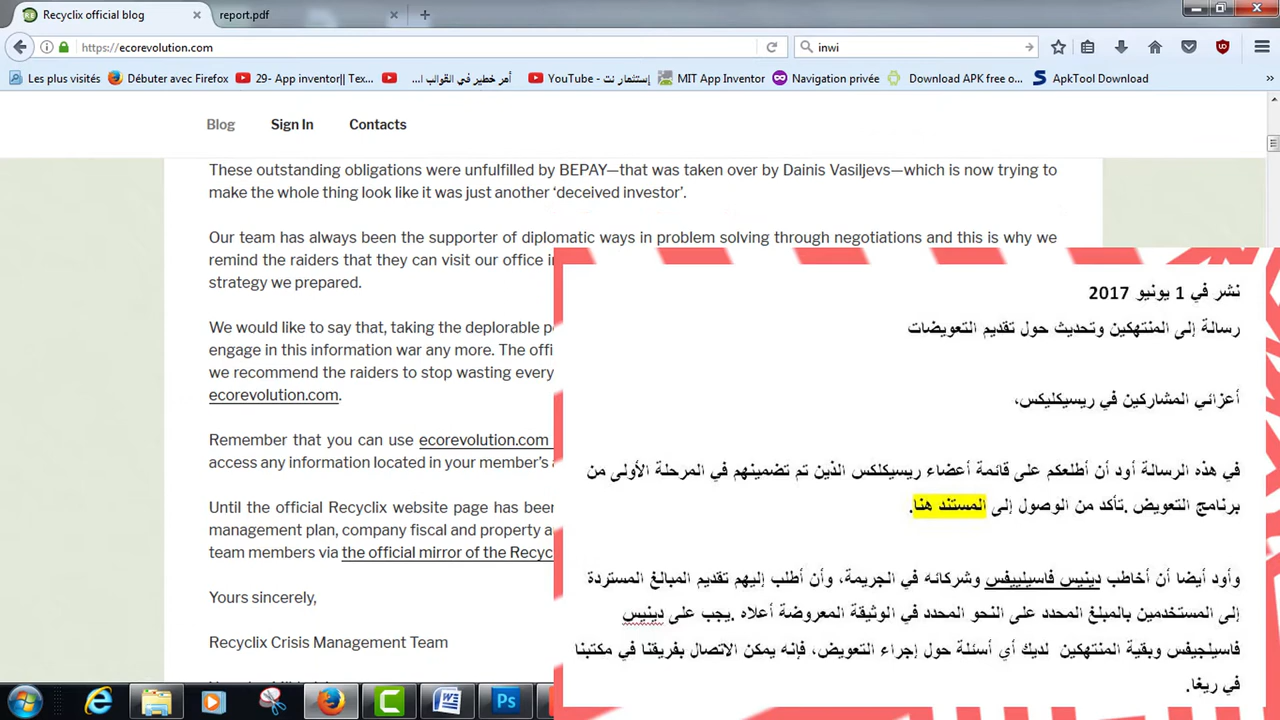 Recyclix official blog
report.pdf
https://ecorevolution.com
inwi
Les plus visités
Débuter avec Firefox
29- App inventor|| Tex...
أمر خطير في القوالب ا...
إستثمار نت - YouTube
MIT App Inventor
Navigation privée
Download APK free o...
ApkTool Download
Blog
Sign In
Contacts
These outstanding obligations were unfulfilled by BEPAY—that was taken over by Dainis Vasiljevs—which is now trying to
make the whole thing look like it was just another ‘deceived investor’.
Our team has always been the supporter of diplomatic ways in problem solving through negotiations and this is why we
remind the raiders that they can visit our office in
strategy we prepared.
We would like to say that, taking the deplorable p
engage in this information war any more. The offi
we recommend the raiders to stop wasting every
ecorevolution.com.
Remember that you can use ecorevolution.com
access any information located in your member's a
Until the official Recyclix website page has been
management plan, company fiscal and property a
team members via the official mirror of the Recyc
Yours sincerely,
Recyclix Crisis Management Team
نشر في 1 يونيو 2017
رسالة إلى المنتهكين وتحديث حول تقديم التعويضات
أعزائي المشاركين في ريسيكليكس،
في هذه الرسالة أود أن أطلعكم على قائمة أعضاء ريسيكلكس الذين تم تضمينهم في المرحلة الأولى من
برنامج التعويض .تأكد من الوصول إلى المستند هنا.
وأود أيضا أن أخاطب دينيس فاسيلييفس وشركائه في الجريمة، وأن أطلب إليهم تقديم المبالغ المستردة
إلى المستخدمين بالمبلغ المحدد على النحو المحدد في الوثيقة المعروضة أعلاه .يجب على دينيس
فاسيلجيفس وبقية المنتهكين لديك أي أسئلة حول إجراء التعويض، فإنه يمكن الاتصال بفريقنا في مكتبنا
في ريغا.